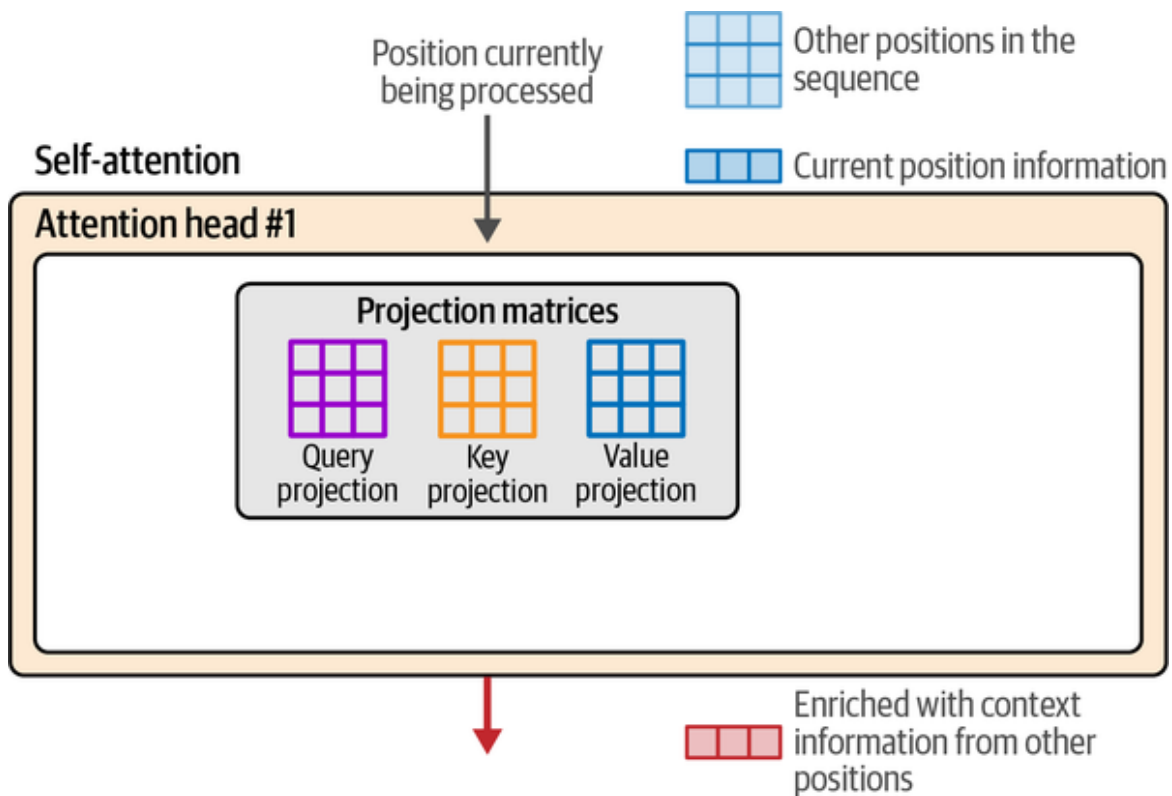 Position currently
being processed
Other positions in the
sequence
Current position information
Self-attention
Attention head #1
Projection matrices
Query
projection
Key
projection
Value
projection
Enriched with context
information from other
positions